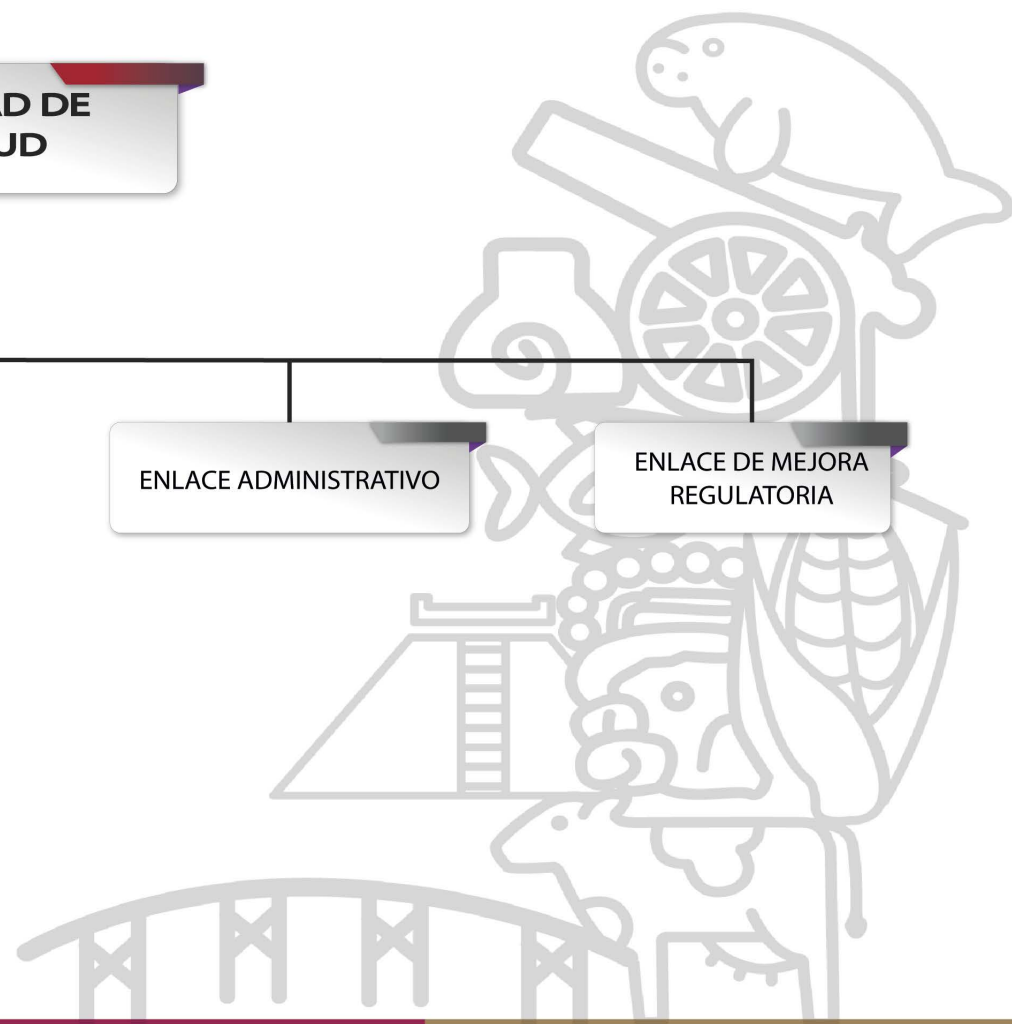 AD DE
UD
ENLACE ADMINISTRATIVO
ENLACE DE MEJORA
REGULATORIA